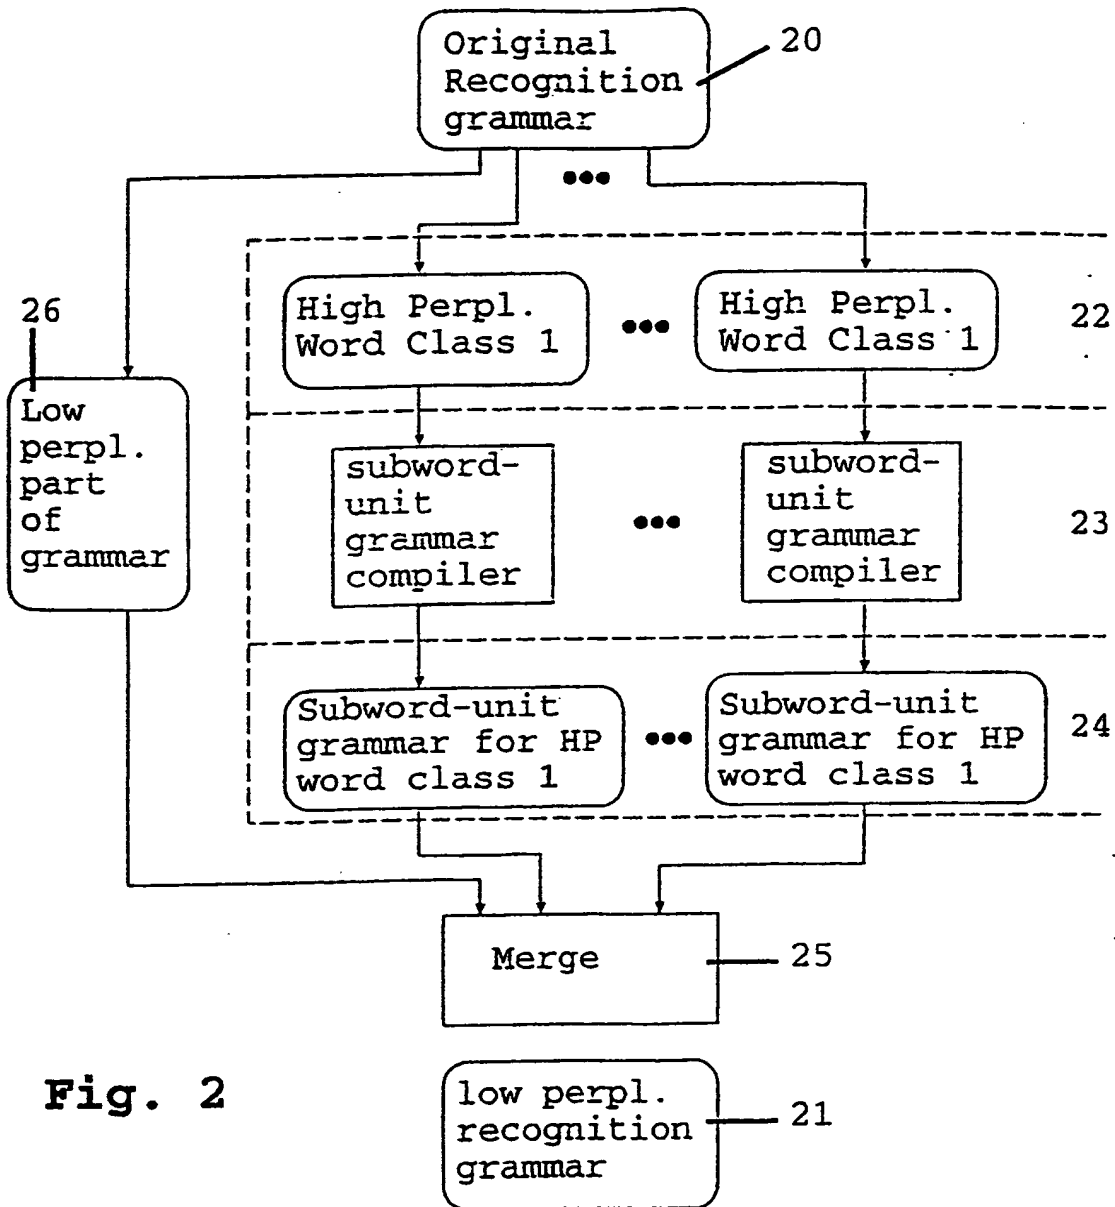 Original
Recognition
grammar
20
High Perpl.
Word Class 1
High Perpl.
Word Class 1
22
26
Low
perpl.
part
of
grammar
subword-
unit
grammar
compiler
subword-
unit
grammar
compiler
23
Subword-unit
grammar for HP
word class 1
Subword-unit
grammar for HP
word class 1
24
Merge
25
Fig. 2
low perpl.
recognition
grammar
21